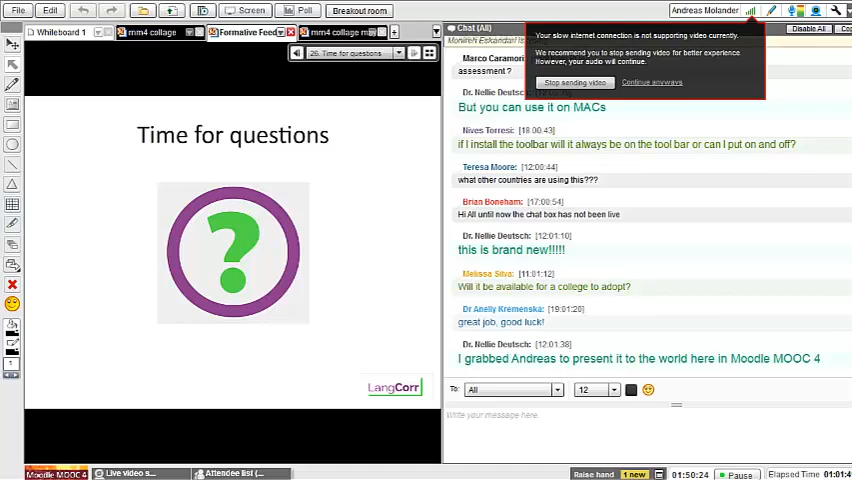 File
Edit
Screen
Poll
Breakout room
Andreas Molander
Whiteboard 1
mm4 collage
Formative Feed
mm4 collage m
Chat (All)
Disable All
26. Time for questions
Your slow internet connection is not supporting video currently.
We recommend you to stop sending video for better experience.
However, your audio will continue.
Stop sending video
Continue anyways
Time for questions
?
LangCorr
Marco Caramori
assessment?
Dr. Nellie Deutsch:
But you can use it on MACs
Nives Torresi: [18:00:43]
if I install the toolbar will it always be on the tool bar or can I put on and off?
Teresa Moore: [12:00:44]
what other countries are using this???
Brian Boneham: [17:00:54]
Hi All until now the chat box has not been live
Dr. Nellie Deutsch: [12:01:10]
this is brand new!!!!!
Melissa Silva: [11:01:12]
Will it be available for a college to adopt?
Dr Anelly Kremenska: [19:01:20]
great job, good luck!
Dr. Nellie Deutsch: [12:01:38]
I grabbed Andreas to present it to the world here in Moodle MOOC 4
To: All 12
Write your message here.
1
Moodle MOOC 4
Live video s...
Attendee list (...
Raise hand 1 new
01:50:24
Pause
Elapsed Time: 01:01:4